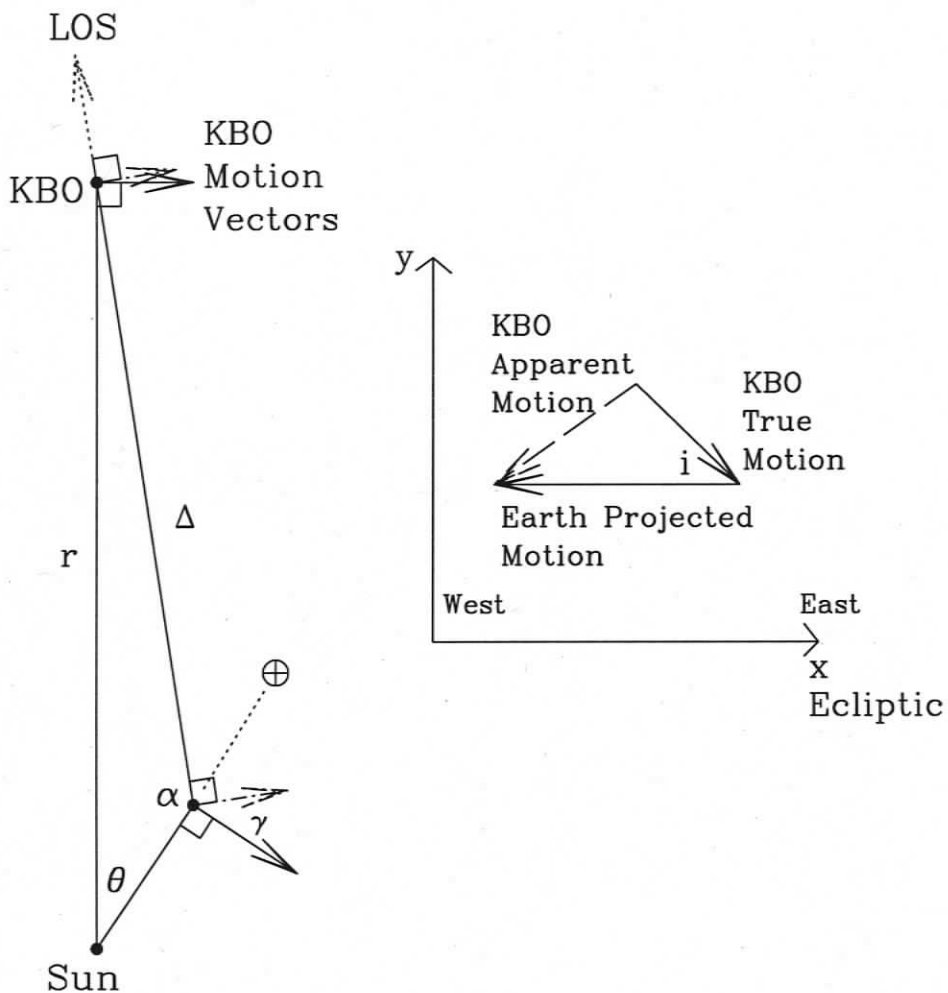 LOS
KBO
KBO
Motion
Vectors
r
Δ
⊕
α
γ
θ
Sun
y
KBO
Apparent
Motion
KBO
True
Motion
i
Earth Projected
Motion
West
East
x
Ecliptic